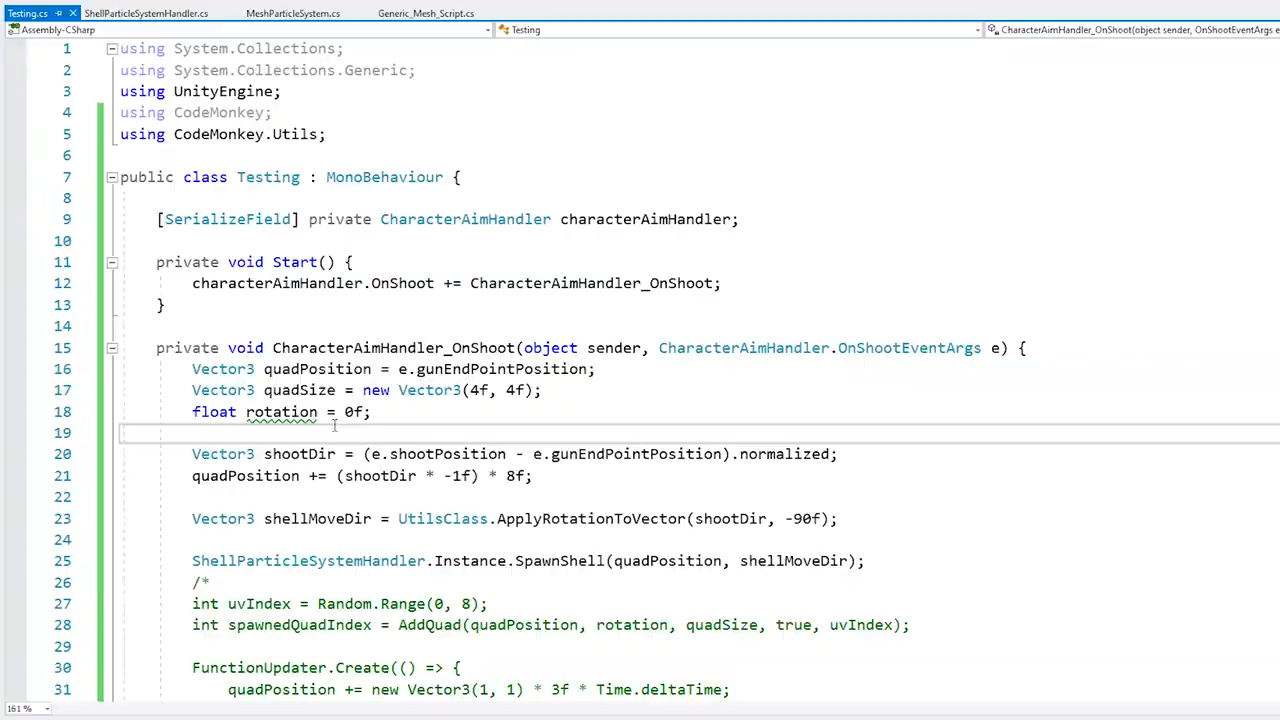 Testing.cs ShellParticleSystemHandler.cs MeshParticleSystem.cs Generic_Mesh_Script.cs
Assembly-CSharp Testing CharacterAimHandler_OnShoot(object sender, OnShootEventArgs e
1 using System.Collections;
2 using System.Collections.Generic;
3 using UnityEngine;
4 using CodeMonkey;
5 using CodeMonkey.Utils;
6
7 public class Testing : MonoBehaviour {
8
9 [SerializeField] private CharacterAimHandler characterAimHandler;
10
11 private void Start() {
12 characterAimHandler.OnShoot += CharacterAimHandler_OnShoot;
13 }
14
15 private void CharacterAimHandler_OnShoot(object sender, CharacterAimHandler.OnShootEventArgs e) {
16 Vector3 quadPosition = e.gunEndPointPosition;
17 Vector3 quadSize = new Vector3(4f, 4f);
18 float rotation = 0f;
19
20 Vector3 shootDir = (e.shootPosition - e.gunEndPointPosition).normalized;
21 quadPosition += (shootDir * -1f) * 8f;
22
23 Vector3 shellMoveDir = UtilsClass.ApplyRotationToVector(shootDir, -90f);
24
25 ShellParticleSystemHandler.Instance.SpawnShell(quadPosition, shellMoveDir);
26 /*
27 int uvIndex = Random.Range(0, 8);
28 int spawnedQuadIndex = AddQuad(quadPosition, rotation, quadSize, true, uvIndex);
29
30 FunctionUpdater.Create(() => {
31 quadPosition += new Vector3(1, 1) * 3f * Time.deltaTime;
161 %